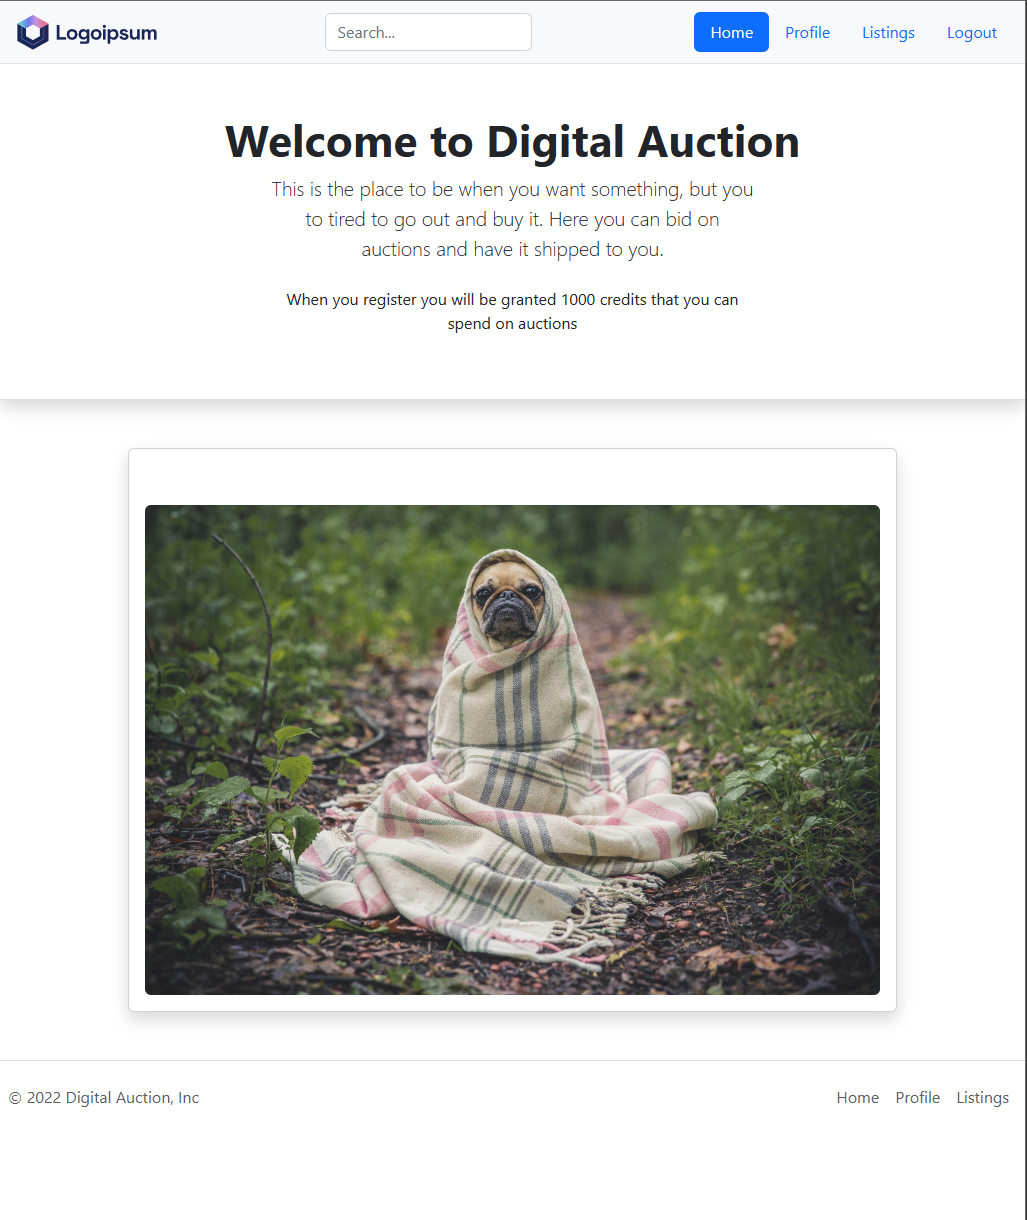 Logoipsum
Search...
Home
Profile
Listings
Logout
Welcome to Digital Auction
This is the place to be when you want something, but you
to tired to go out and buy it. Here you can bid on
auctions and have it shipped to you.
When you register you will be granted 1000 credits that you can
spend on auctions
© 2022 Digital Auction, Inc
Home
Profile
Listings